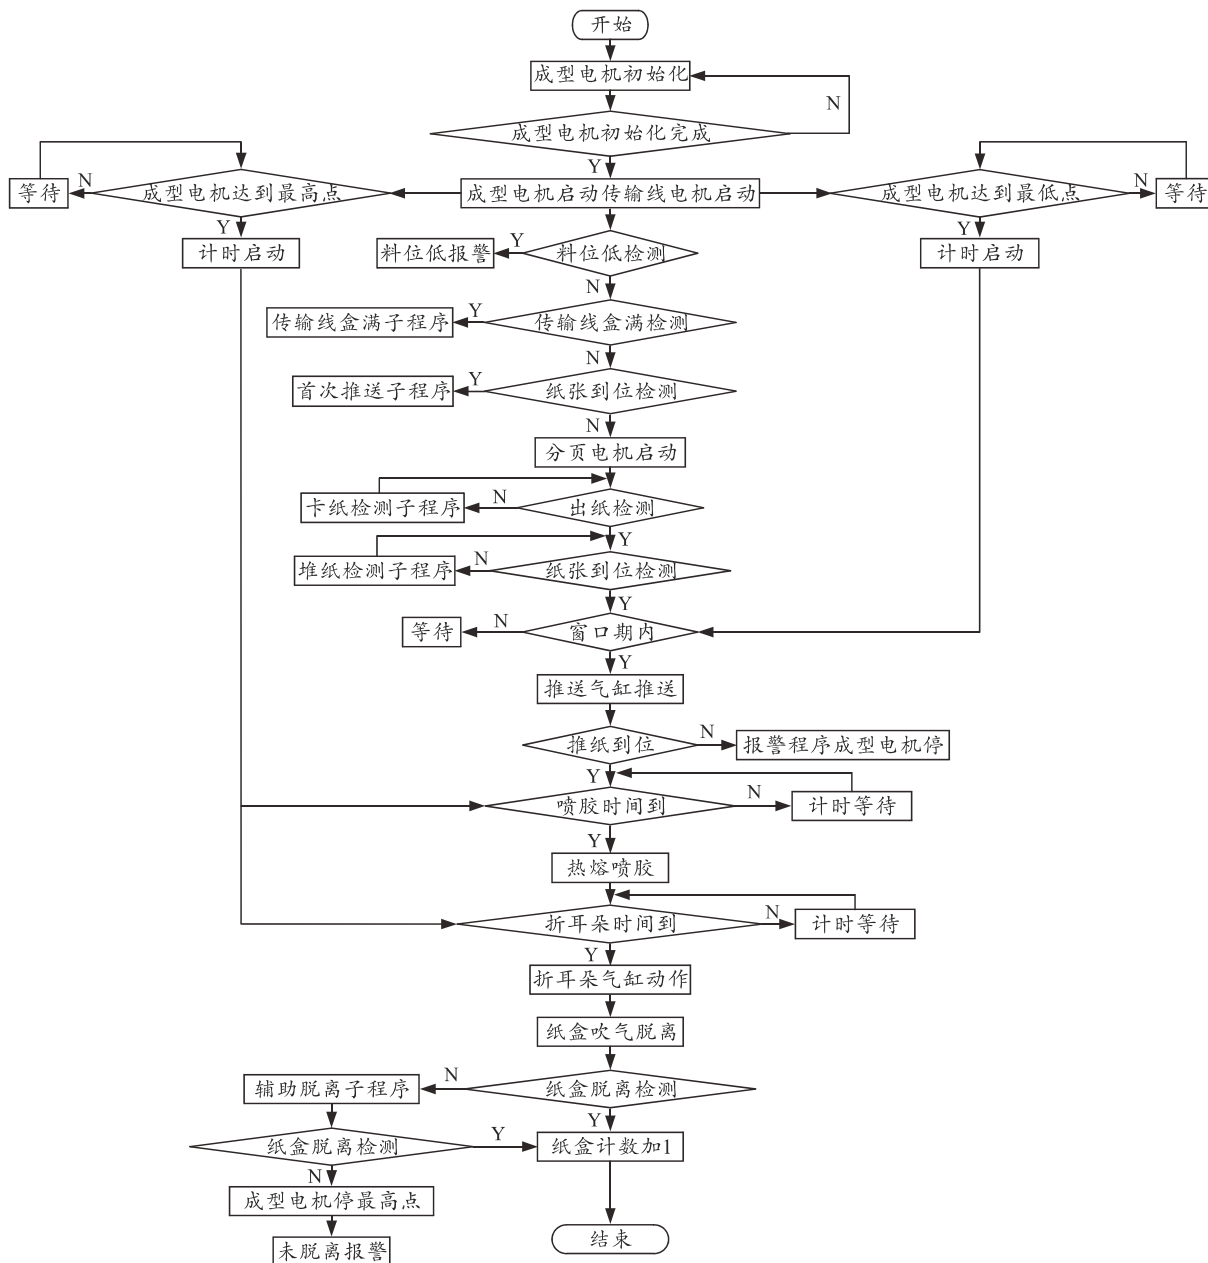 开始
成型电机初始化
N
成型电机初始化完成
Y
等待
N
成型电机达到最高点
成型电机启动传输线电机启动
成型电机达到最低点
N
等待
Y
Y
计时启动
料位低报警
Y
料位低检测
计时启动
N
传输线盒满子程序
Y
传输线盒满检测
N
首次推送子程序
Y
纸张到位检测
N
分页电机启动
卡纸检测子程序
N
出纸检测
Y
堆纸检测子程序
N
纸张到位检测
Y
等待
N
窗口期内
Y
推送气缸推送
推纸到位
N
报警程序成型电机停
Y
喷胶时间到
N
计时等待
Y
热熔喷胶
折耳朵时间到
N
计时等待
Y
折耳朵气缸动作
纸盒吹气脱离
辅助脱离子程序
N
纸盒脱离检测
Y
纸盒脱离检测
Y
纸盒计数加1
N
成型电机停最高点
未脱离报警
结束